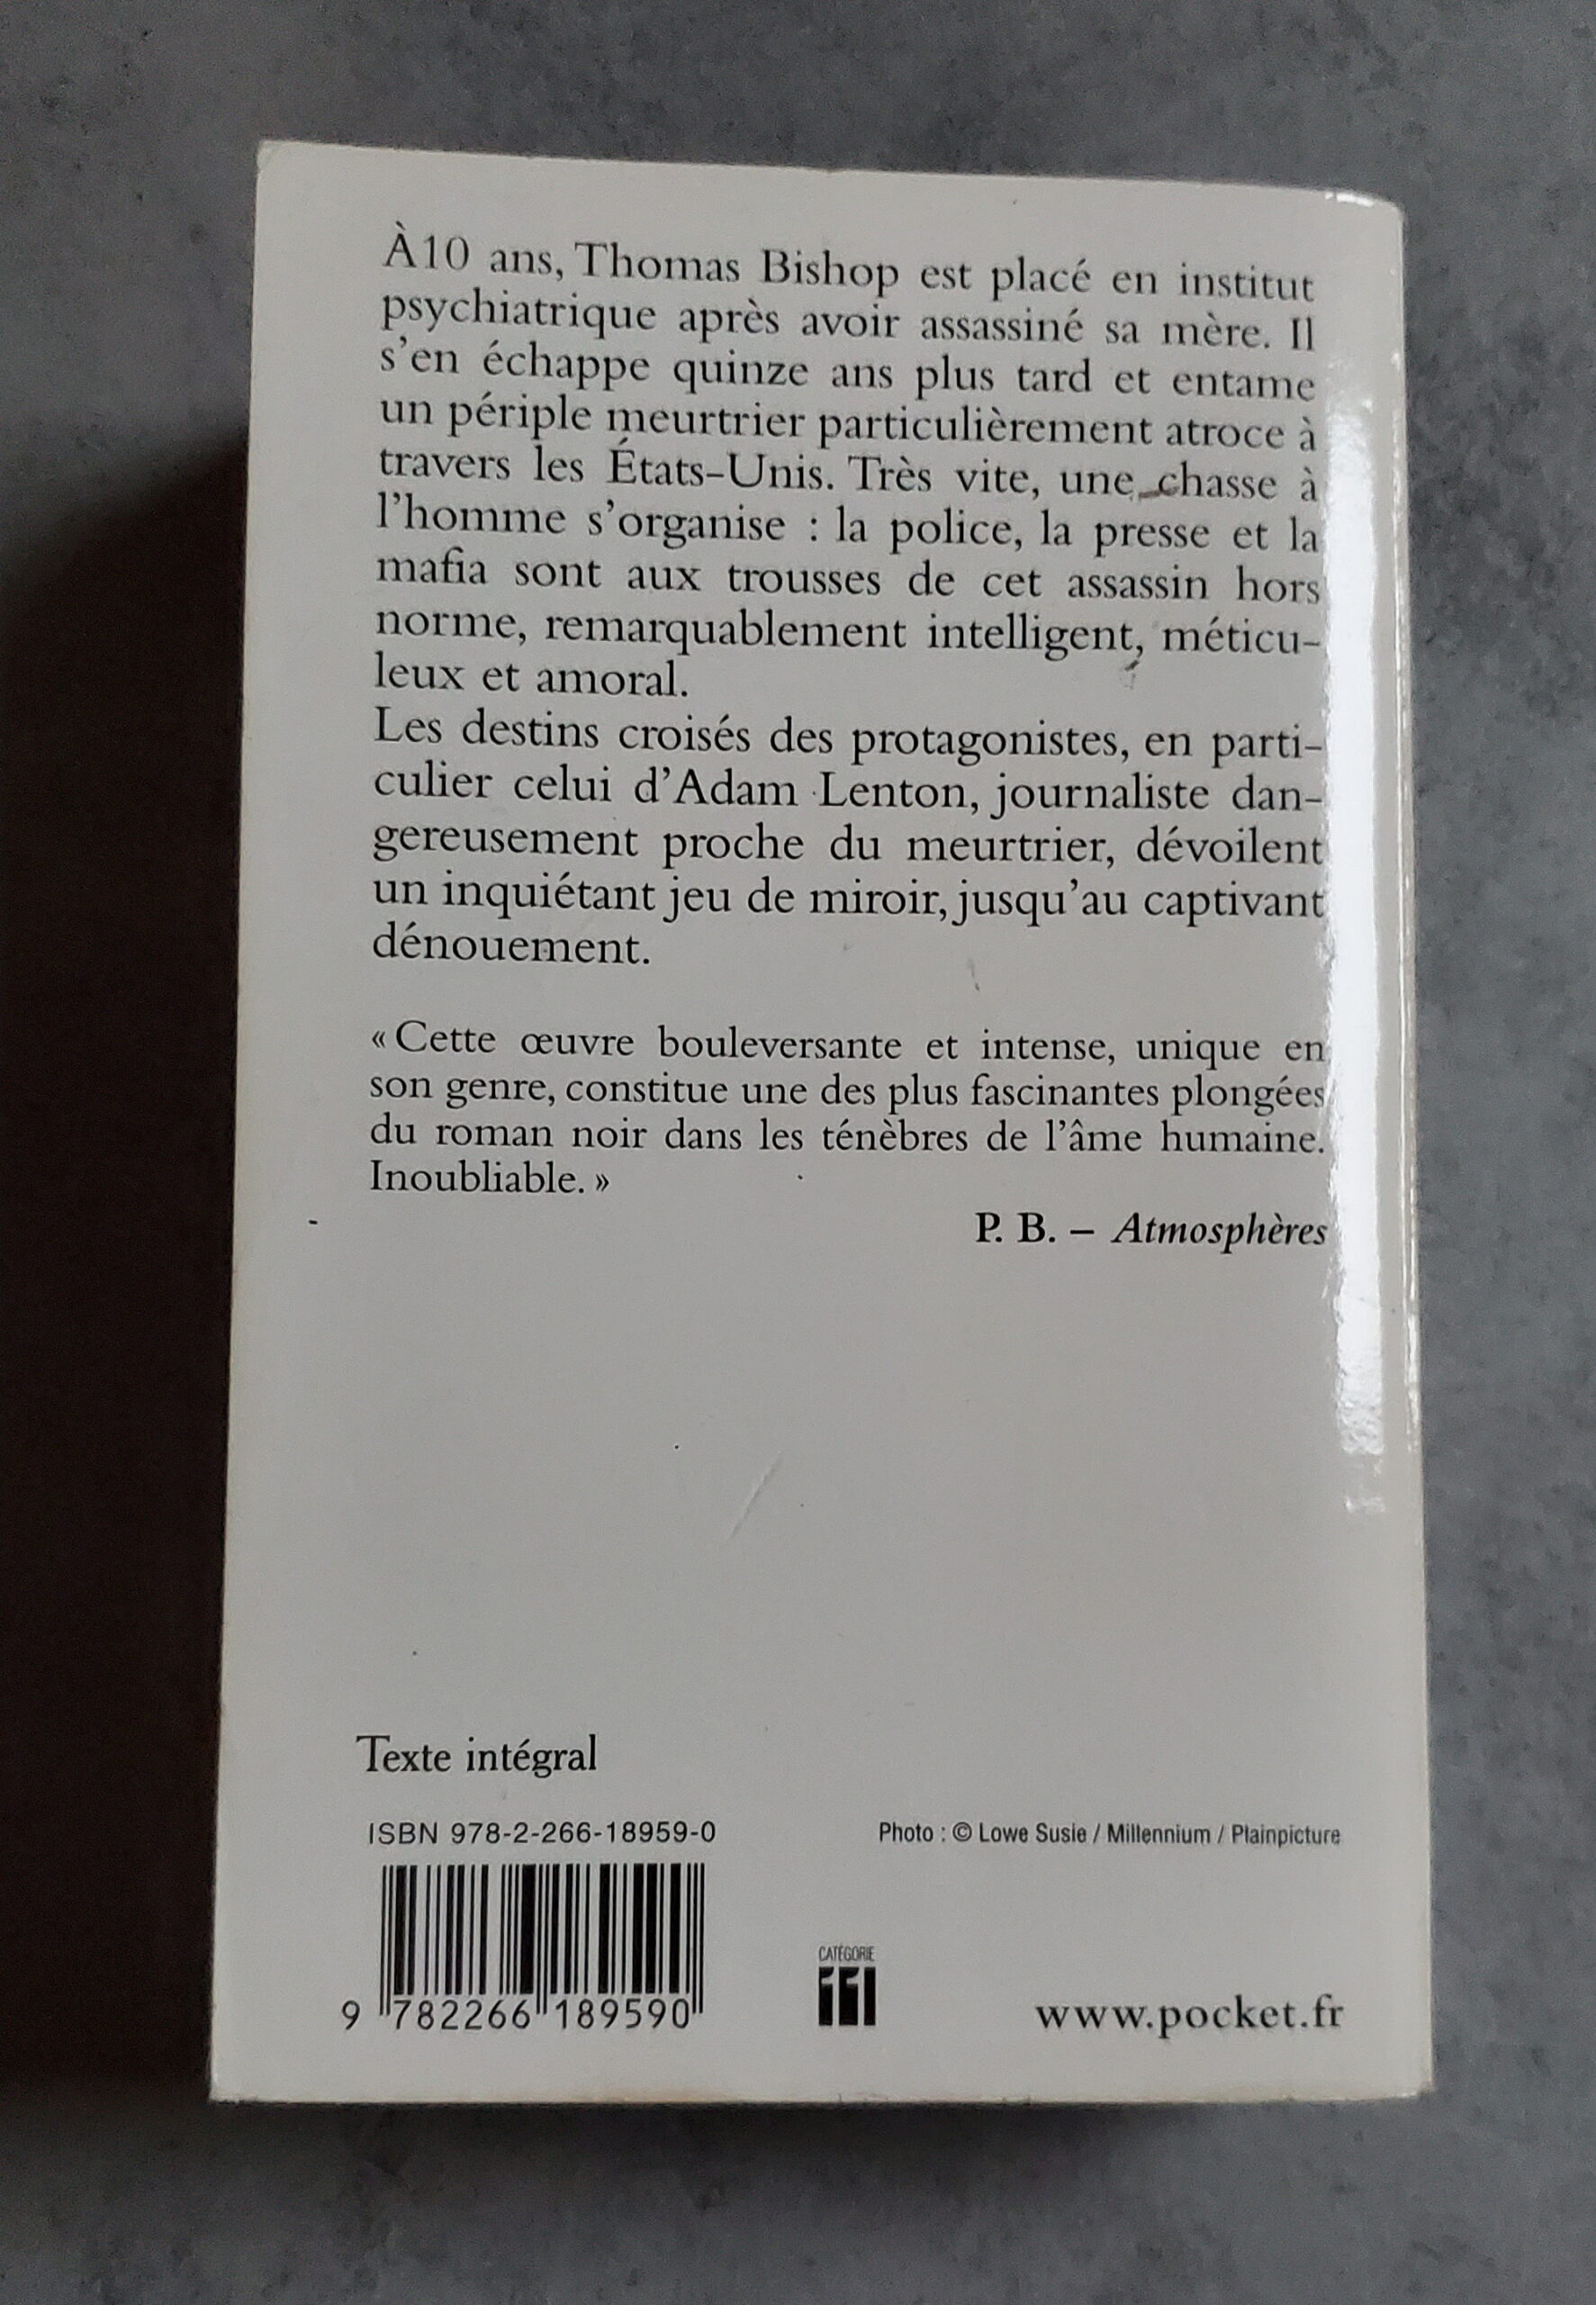 À10 ans, Thomas Bishop est placé en institut
psychiatrique après avoir assassiné sa mère. Il
s'en échappe quinze ans plus tard et entame
un périple meurtrier particulièrement atroce à
travers les États-Unis. Très vite, une chasse à
l'homme s'organise : la police, la presse et la
mafia sont aux trousses de cet assassin hors
norme, remarquablement intelligent, méticu-
leux et amoral.
Les destins croisés des protagonistes, en parti-
culier celui d'Adam Lenton, journaliste dan-
gereusement proche du meurtrier, dévoilent
un inquiétant jeu de miroir, jusqu'au captivant
dénouement.
« Cette œuvre bouleversante et intense, unique en
son genre, constitue une des plus fascinantes plongées
du roman noir dans les ténèbres de l'âme humaine.
Inoubliable. »
P. B. – Atmosphères
Texte intégral
ISBN 978-2-266-18959-0
Photo : © Lowe Susie / Millennium / Plainpicture
9 782266 189590
CATÉGORIE
www.pocket.fr